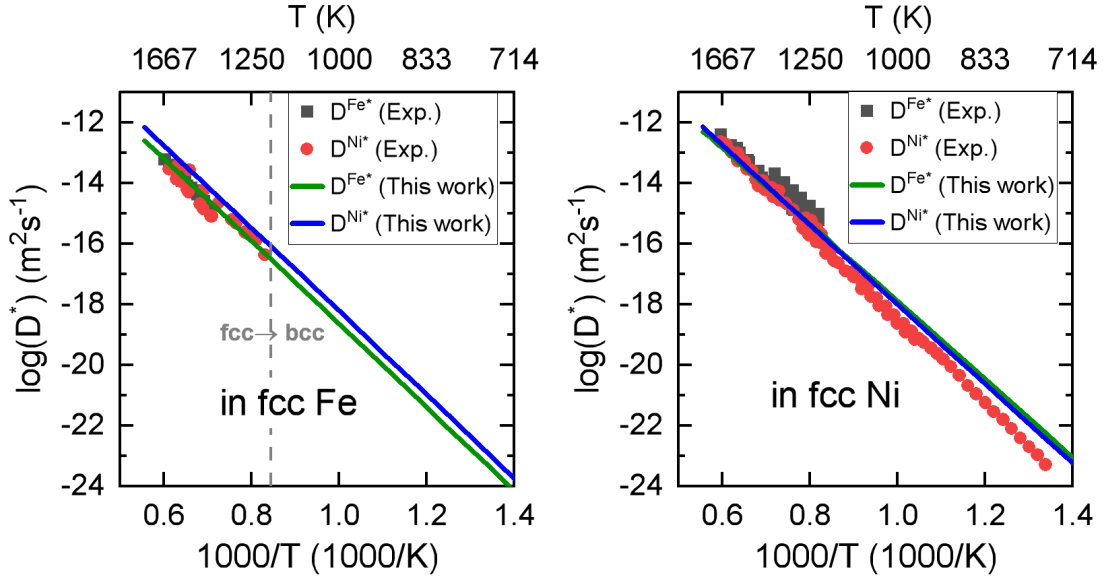 T (K)
1667 1250 1000 833 714
log(D*) (m²s⁻¹)
-12
-14
-16
-18
-20
-22
-24
D^Fe* (Exp.)
D^Ni* (Exp.)
D^Fe* (This work)
D^Ni* (This work)
fcc→ bcc
in fcc Fe
0.6 0.8 1.0 1.2 1.4
1000/T (1000/K)
T (K)
1667 1250 1000 833 714
log(D*) (m²s⁻¹)
-12
-14
-16
-18
-20
-22
-24
D^Fe* (Exp.)
D^Ni* (Exp.)
D^Fe* (This work)
D^Ni* (This work)
in fcc Ni
0.6 0.8 1.0 1.2 1.4
1000/T (1000/K)